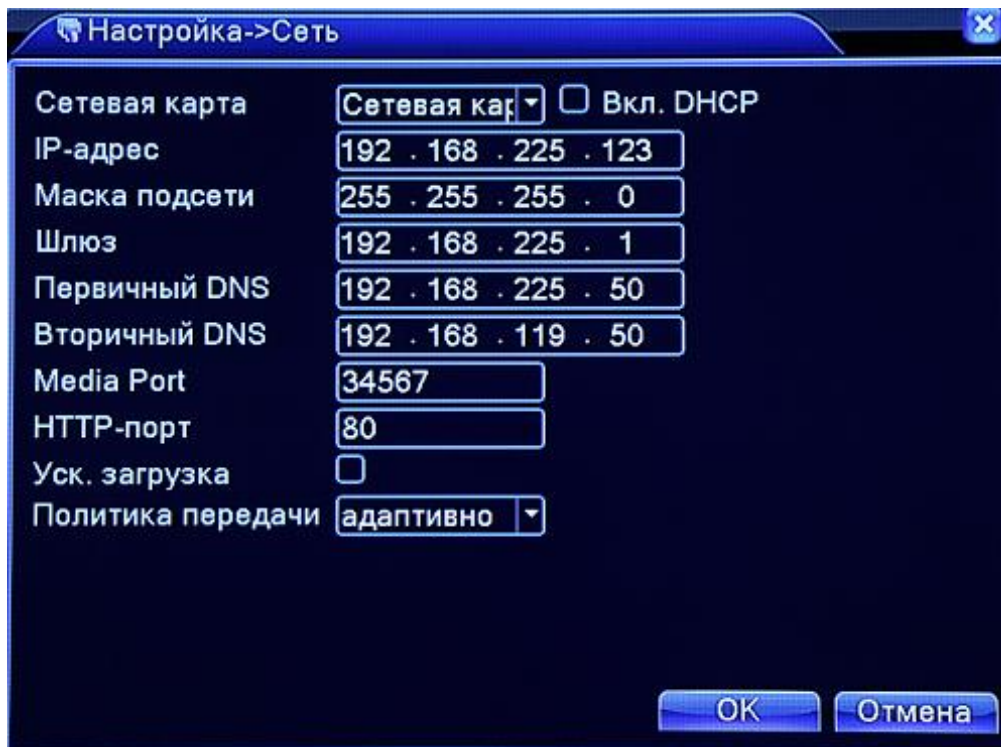 Настройка->Сеть
Сетевая карта Сетевая кар Вкл. DHCP
IP-адрес 192 . 168 . 225 . 123
Маска подсети 255 . 255 . 255 . 0
Шлюз 192 . 168 . 225 . 1
Первичный DNS 192 . 168 . 225 . 50
Вторичный DNS 192 . 168 . 119 . 50
Media Port 34567
HTTP-порт 80
Уск. загрузка
Политика передачи адаптивно
OK Отмена